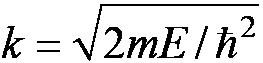 k = √2mE / ħ²